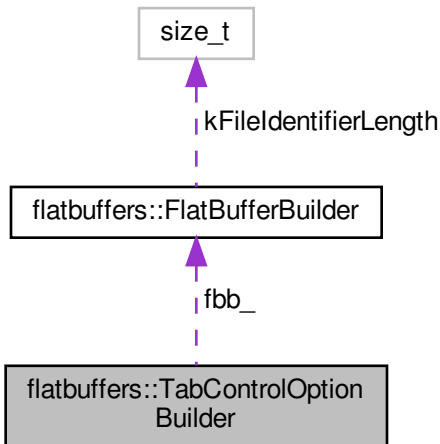 size_t
kFileIdentifierLength
flatbuffers::FlatBufferBuilder
fbb_
flatbuffers::TabControlOption
Builder